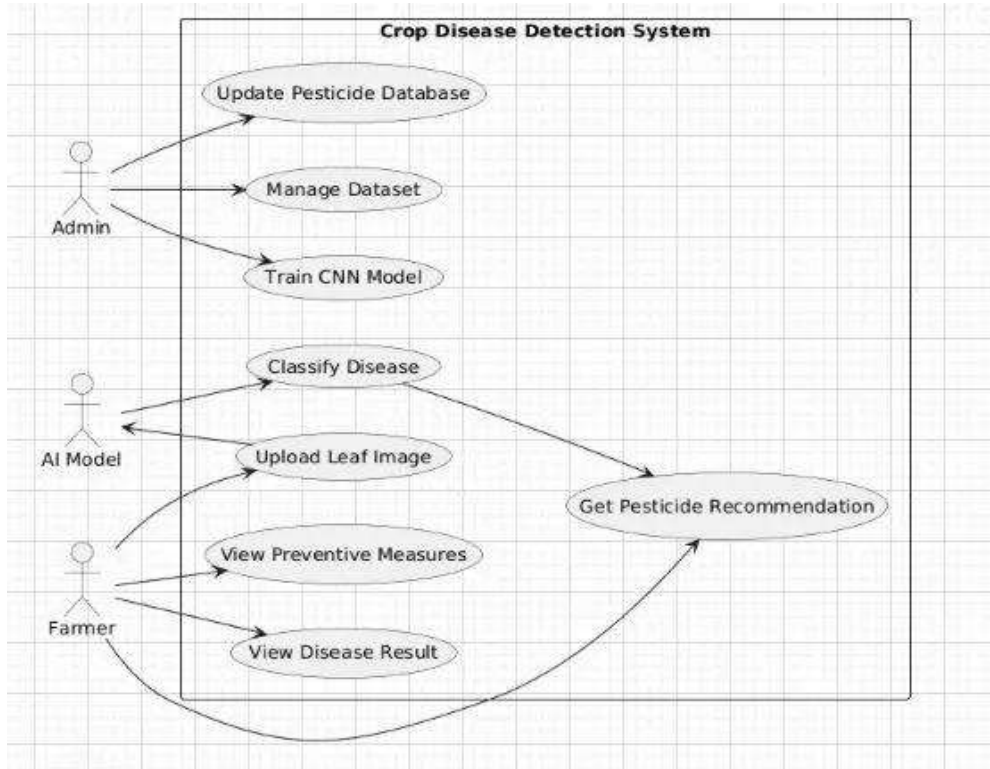 Crop Disease Detection System
Update Pesticide Database
Manage Dataset
Admin
Train CNN Model
Classify Disease
AI Model
Upload Leaf Image
Get Pesticide Recommendation
View Preventive Measures
Farmer
View Disease Result